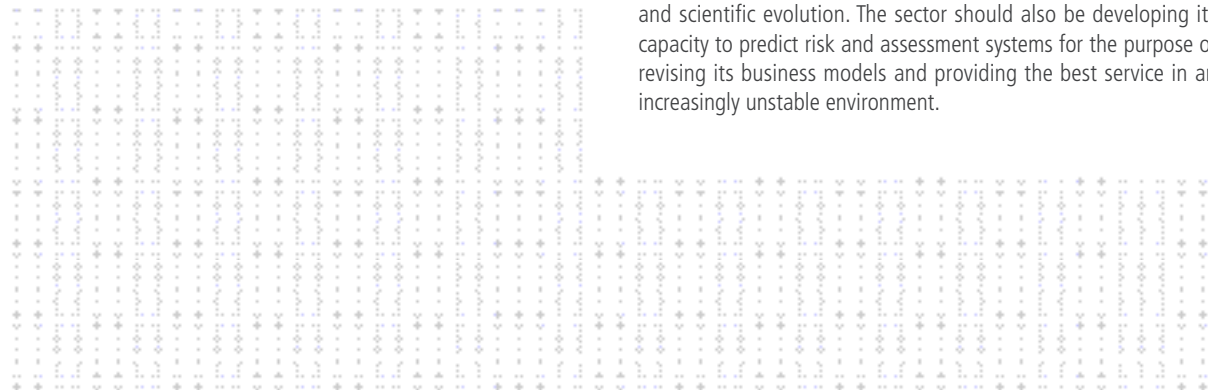 and scientific evolution. The sector should also be developing it
capacity to predict risk and assessment systems for the purpose o
revising its business models and providing the best service in an
increasingly unstable environment.